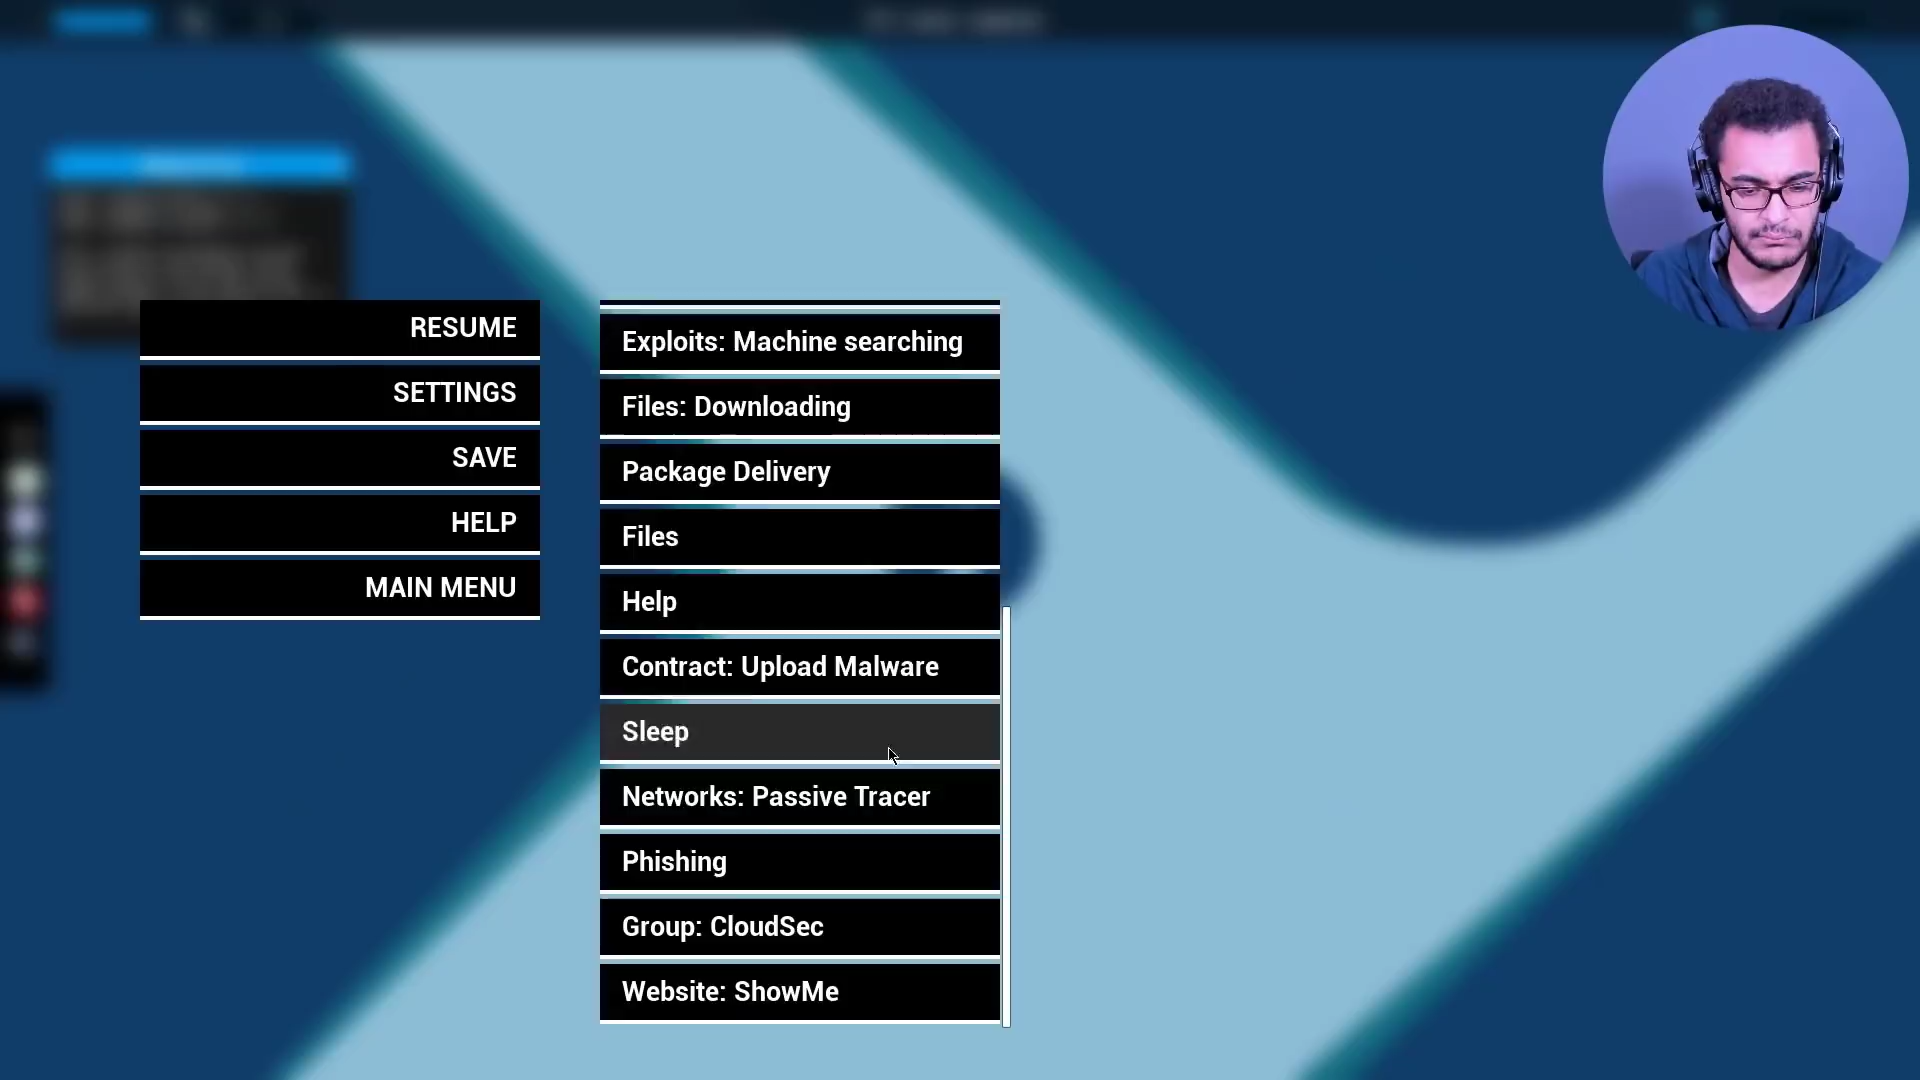 RESUME
SETTINGS
SAVE
HELP
MAIN MENU
Exploits: Machine searching
Files: Downloading
Package Delivery
Files
Help
Contract: Upload Malware
Sleep
Networks: Passive Tracer
Phishing
Group: CloudSec
Website: ShowMe